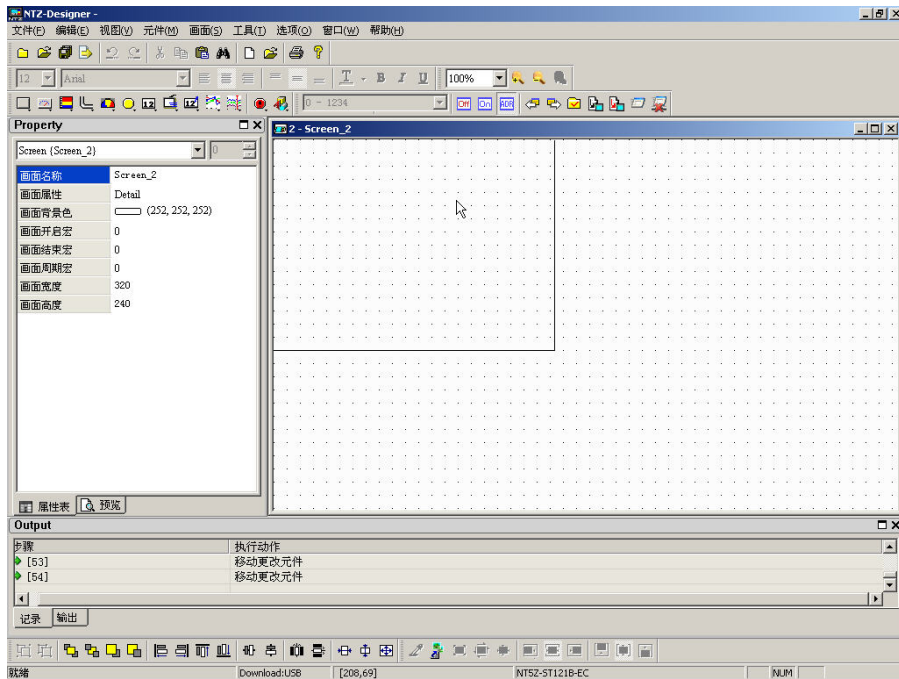 NTZ-Designer -
文件(F) 编辑(E) 视图(V) 元件(M) 画面(S) 工具(T) 选项(O) 窗口(W) 帮助(H)
12 Arial B I U 100%
12 0 - 1234 Off On ADR
Property
Screen {Screen_2} 0
画面名称 Screen_2
画面属性 Detail
画面背景色 (252, 252, 252)
画面开启宏 0
画面结束宏 0
画面周期宏 0
画面宽度 320
画面高度 240
属性表 预览
2 - Screen_2
Output
步骤 执行动作
[53] 移动更改元件
[54] 移动更改元件
记录 输出
就绪 Download:USB [208,69] NT5Z-ST121B-EC NUM